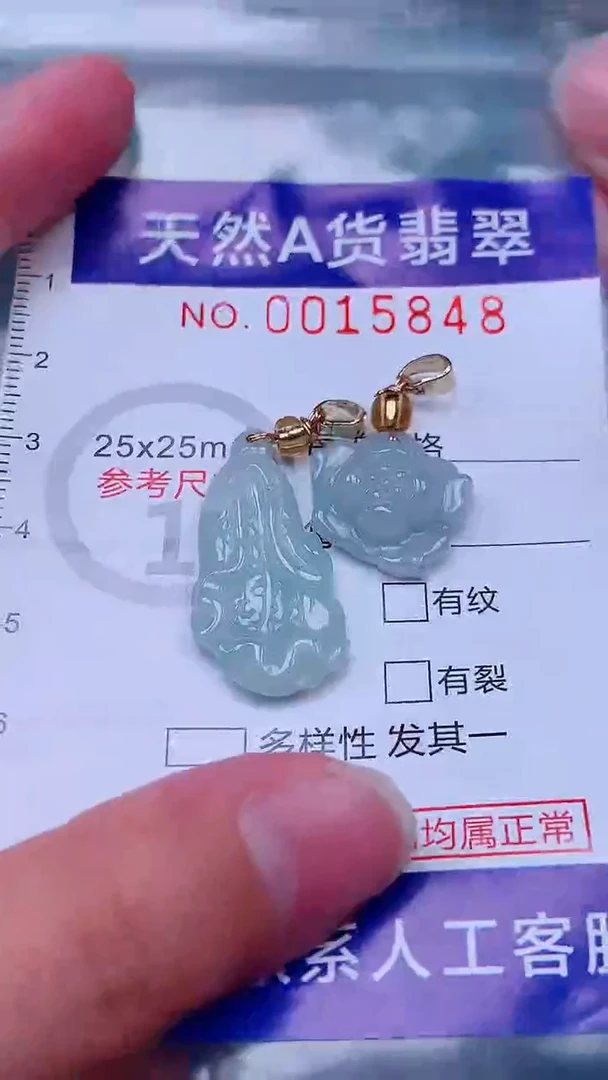 天然A货翡翠
NO.0015848
1
2
3
25x25m 格
参考尺
4
5
有纹
有裂
多样性 发其一
均属正常
系人工客服